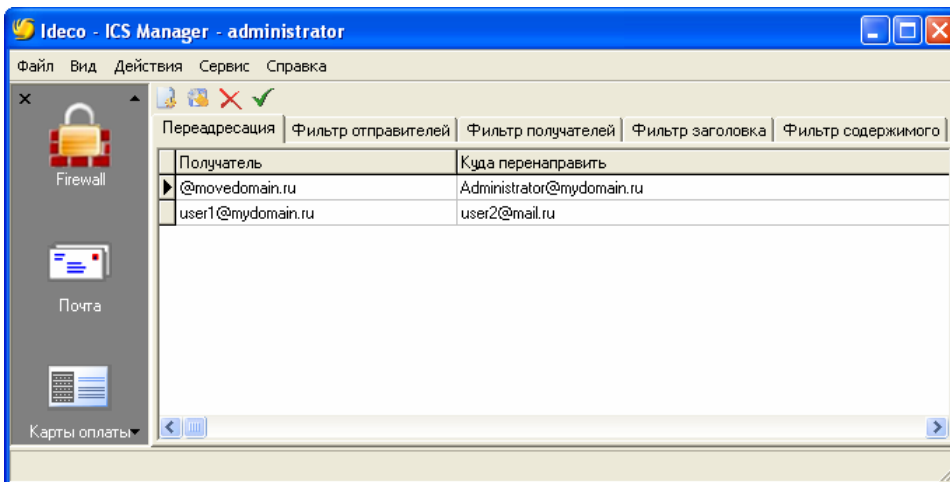 Ideco - ICS Manager - administrator
Файл Вид Действия Сервис Справка
Переадресация Фильтр отправителей Фильтр получателей Фильтр заголовка Фильтр содержимого
Получатель Куда перенаправить
@movedomain.ru Administrator@mydomain.ru
user1@mydomain.ru user2@mail.ru
Firewall
Почта
Карты оплаты